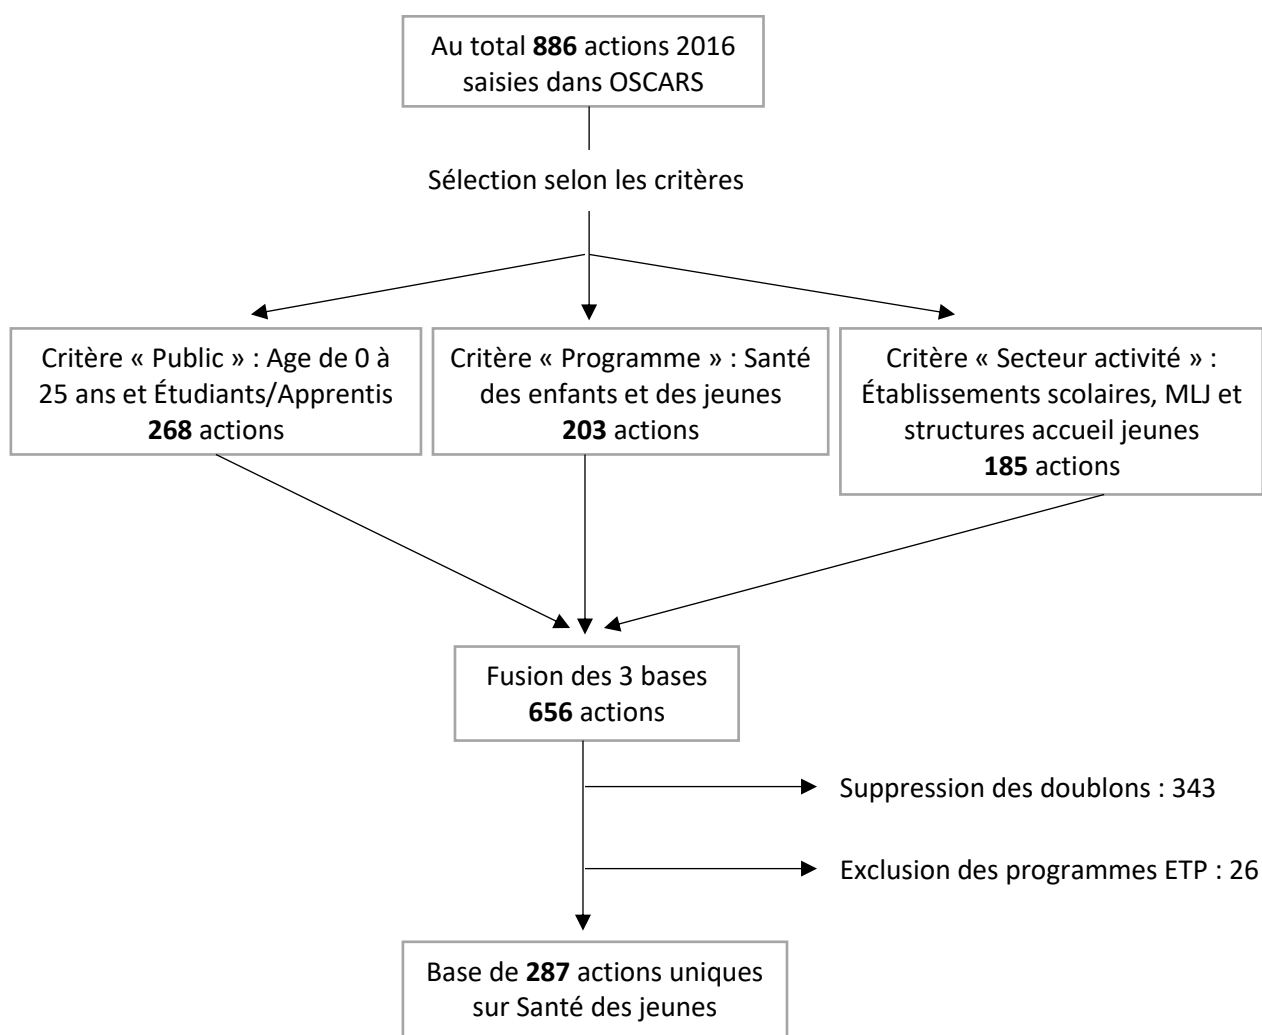 Au total 886 actions 2016
saisies dans OSCARS
Sélection selon les critères
Critère « Public » : Age de 0 à
25 ans et Étudiants/Apprentis
268 actions
Critère « Programme » : Santé
des enfants et des jeunes
203 actions
Critère « Secteur activité » :
Établissements scolaires, MLJ et
structures accueil jeunes
185 actions
Fusion des 3 bases
656 actions
Suppression des doublons : 343
Exclusion des programmes ETP : 26
Base de 287 actions uniques
sur Santé des jeunes